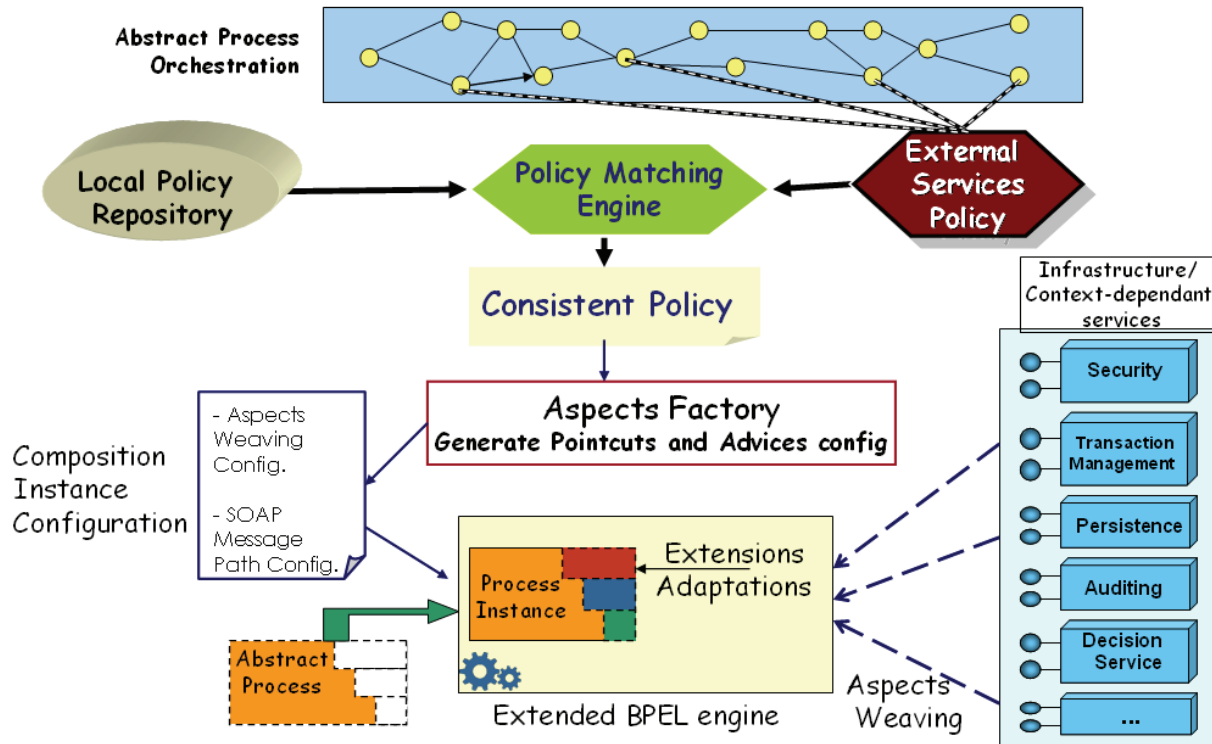 Abstract Process
Orchestration
Local Policy
Repository
Policy Matching
Engine
External
Services
Policy
Consistent Policy
Infrastructure/
Context-dependant
services
Security
Transaction
Management
Persistence
Auditing
Decision
Service
...
Aspects Factory
Generate Pointcuts and Advices config
Composition
Instance
Configuration
- Aspects
Weaving
Config.
- SOAP
Message
Path Config.
Process
Instance
Extensions
Adaptations
Abstract
Process
Extended BPEL engine
Aspects
Weaving